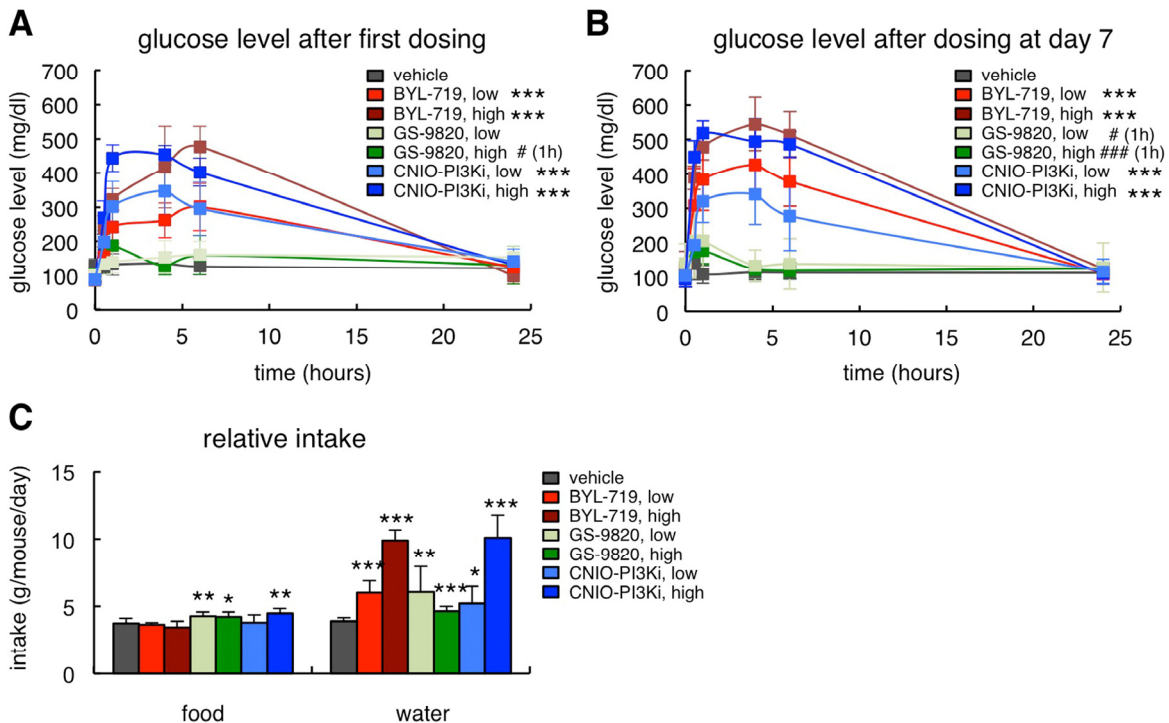 A
glucose level after first dosing
glucose level (mg/dl)
700
600
500
400
300
200
100
0
0 5 10 15 20 25
time (hours)
vehicle
BYL-719, low ***
BYL-719, high ***
GS-9820, low
GS-9820, high # (1h)
CNIO-PI3Ki, low ***
CNIO-PI3Ki, high ***
B
glucose level after dosing at day 7
glucose level (mg/dl)
700
600
500
400
300
200
100
0
0 5 10 15 20 25
time (hours)
vehicle
BYL-719, low ***
BYL-719, high ***
GS-9820, low # (1h)
GS-9820, high ### (1h)
CNIO-PI3Ki, low ***
CNIO-PI3Ki, high ***
C
relative intake
intake (g/mouse/day)
15
10
5
0
** * **
*** *** ** *** * ***
food water
vehicle
BYL-719, low
BYL-719, high
GS-9820, low
GS-9820, high
CNIO-PI3Ki, low
CNIO-PI3Ki, high